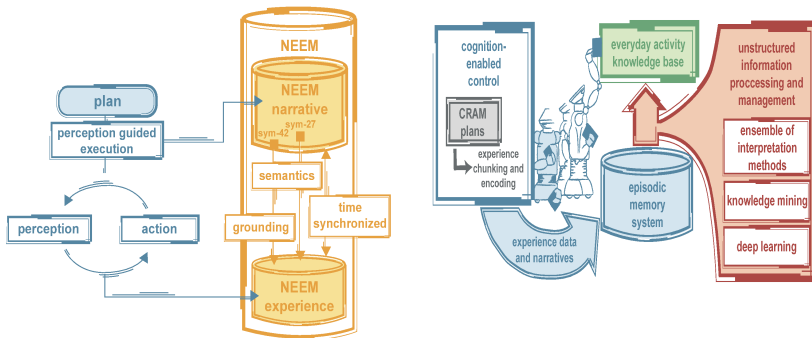 plan
perception guided
execution
perception
action
NEEM
NEEM
narrative
sym-42
sym-27
semantics
grounding
time
synchronized
NEEM
experience
cognition-
enabled
control
CRAM
plans
experience
chunking and
encoding
experience data
and narratives
everyday activity
knowledge base
episodic
memory
system
unstructured
information
procressing and
management
ensemble of
interpretation
methods
knowledge mining
deep learning